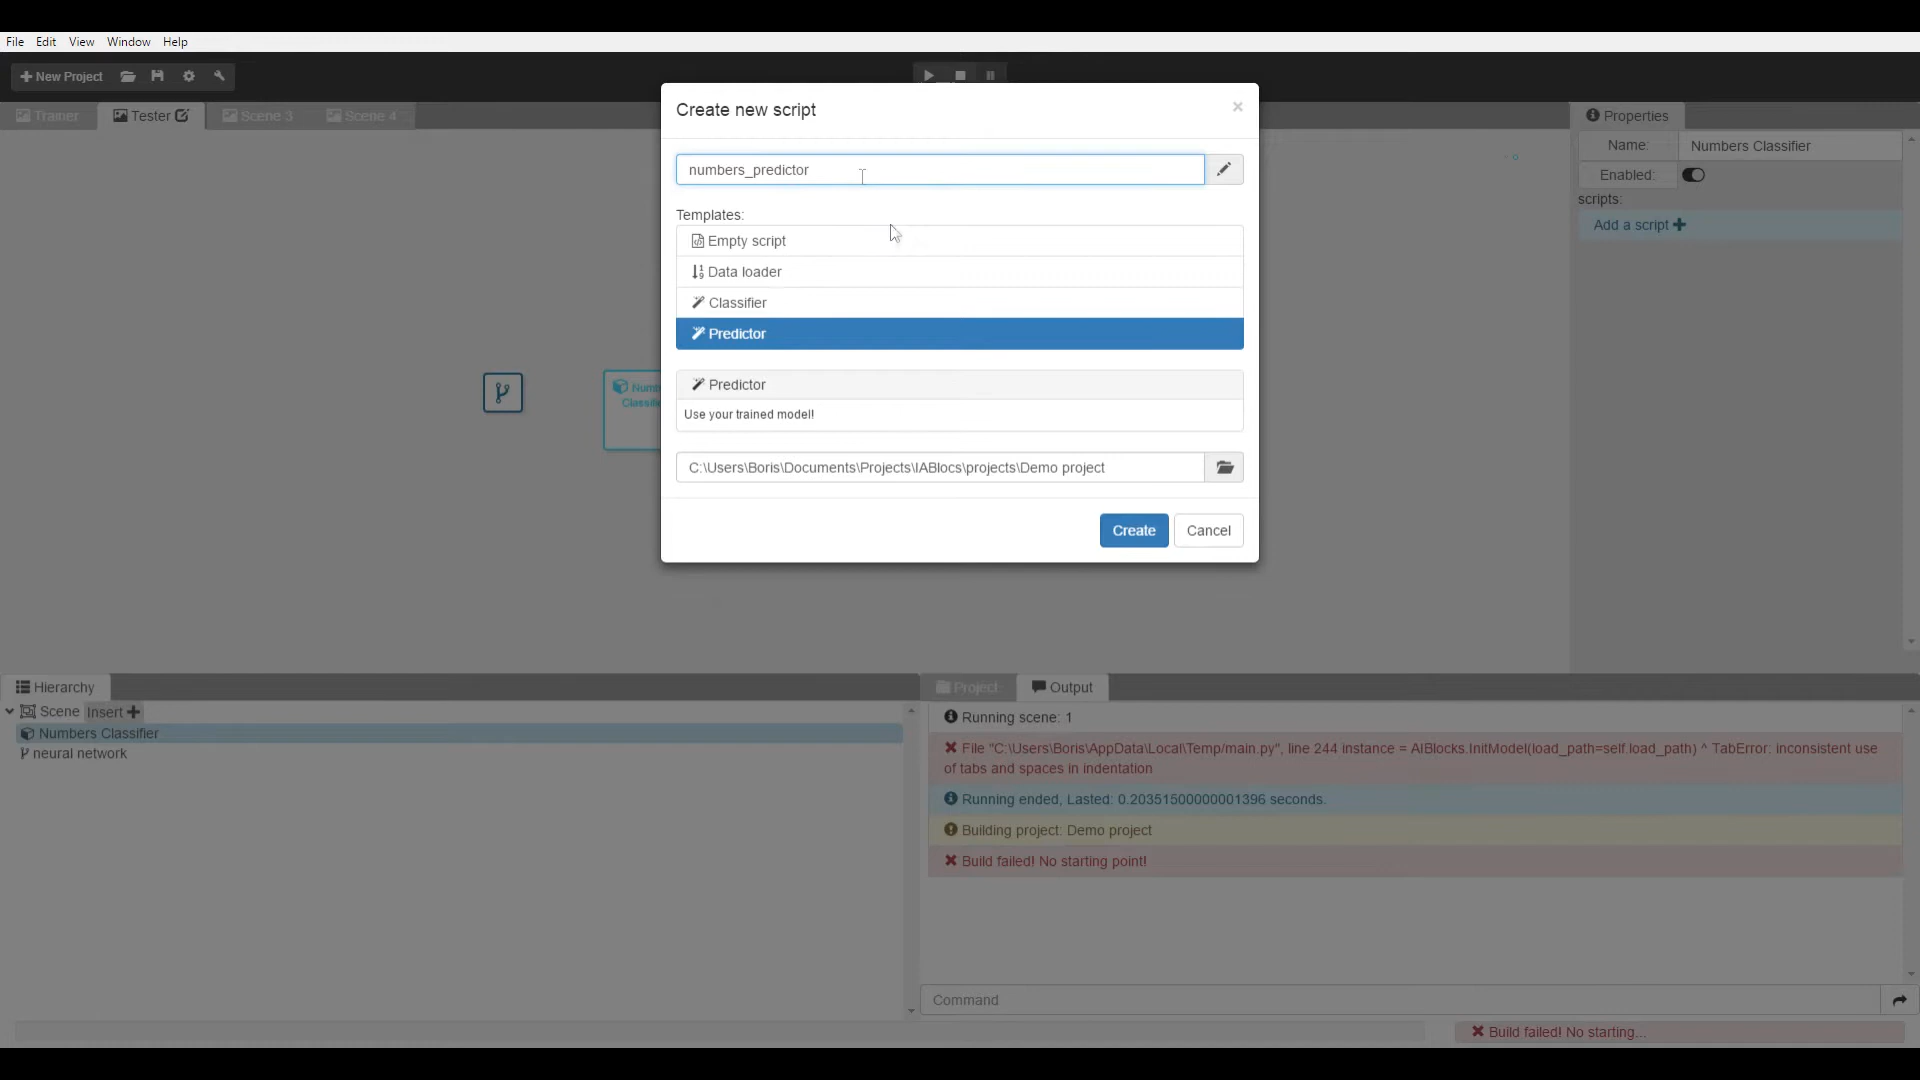 File Edit View Window Help
New Project
Trainer Tester Scene 3 Scene 4
Properties
Name: Numbers Classifier
Enabled:
scripts:
Add a script
Create new script
numbers_predictor
Templates:
Empty script
Data loader
Classifier
Predictor
Predictor
Use your trained model!
C:\Users\Boris\Documents\Projects\IABlocs\projects\Demo project
Create Cancel
Hierarchy
Scene Insert
Numbers Classifier
neural network
Project Output
Running scene: 1
File "C:\Users\Boris\AppData\Local\Temp/main.py", line 244 instance = AIBlocks.InitModel(load_path=self.load_path) ^ TabError: inconsistent use
of tabs and spaces in indentation
Running ended, Lasted: 0.20351500000001396 seconds.
Building project: Demo project
Build failed! No starting point!
Command
Build failed! No starting...